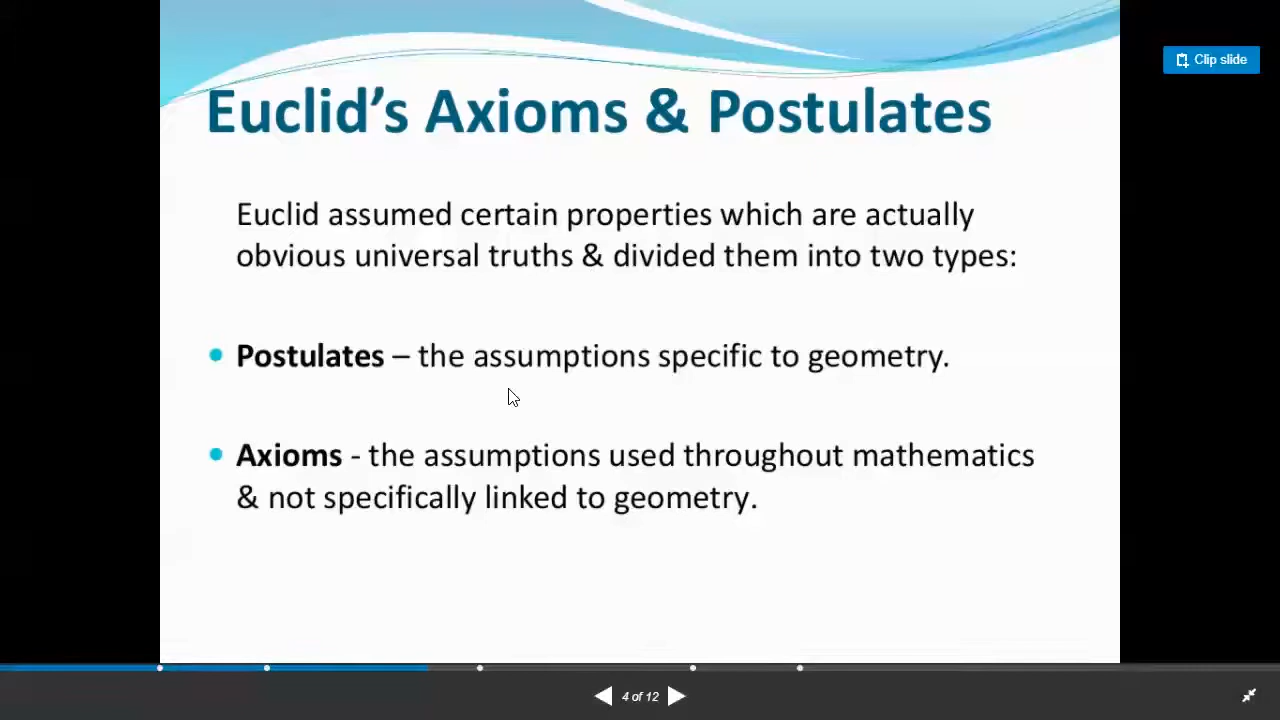 Clip slide
Euclid’s Axioms & Postulates
Euclid assumed certain properties which are actually
obvious universal truths & divided them into two types:
• Postulates – the assumptions specific to geometry.
• Axioms - the assumptions used throughout mathematics
& not specifically linked to geometry.
4 of 12